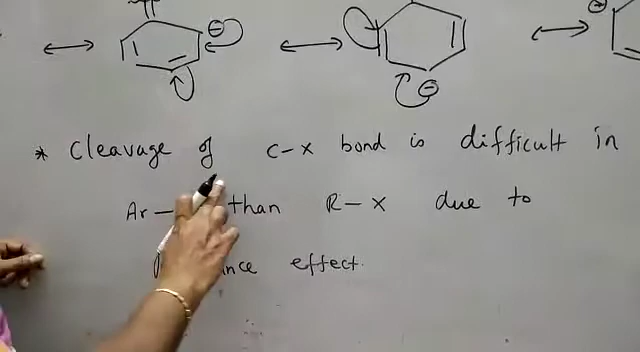 * Cleavage of C-X bond is difficult in
Ar - than R-X due to
effect.